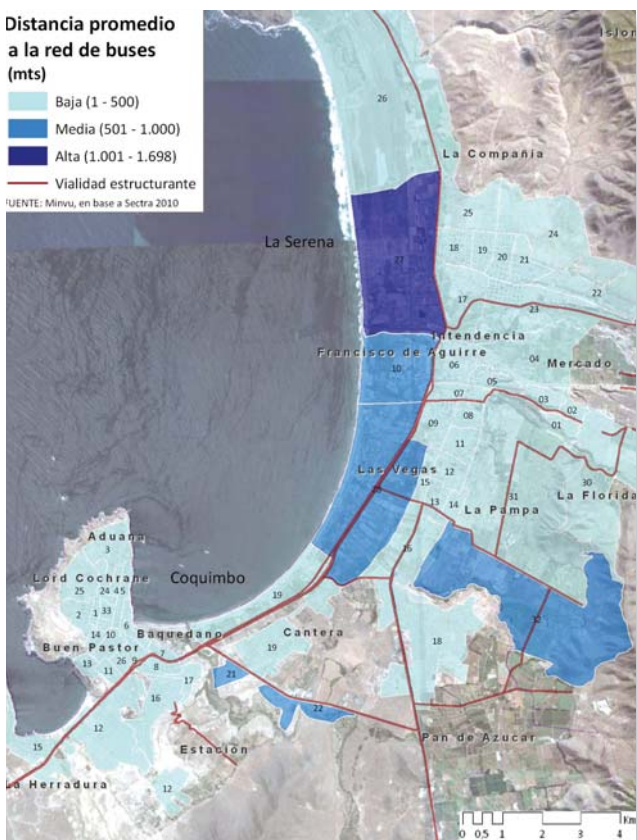 Distancia promedio
a la red de buses
(mts)
Baja (1 - 500)
Media (501 - 1.000)
Alta (1.001 - 1.698)
Vialidad estructurante
FUENTE: Minvu, en base a Sectra 2010
Islon
26
La Compañía
25
24
La Serena
18 19 20 21
27
22
17
23
Intendencia
Francisco de Aguirre
04
Mercado
10
06
05
07
03
02
08
09
01
11
Las Vegas
12
30
15
31
La Florida
13 14
La Pampa
Aduana
3
16
Lord Cochrane
Coquimbo
25 24 4 5
19
2 1 33
6
Baquedano
Cantera
18
14 10
Buen Pastor
7
19
13 26 9
8
11
21
17
16
22
12
Estación
Pan de Azucar
15
La Herradura
12
Km
0 0,5 1 2 3 4